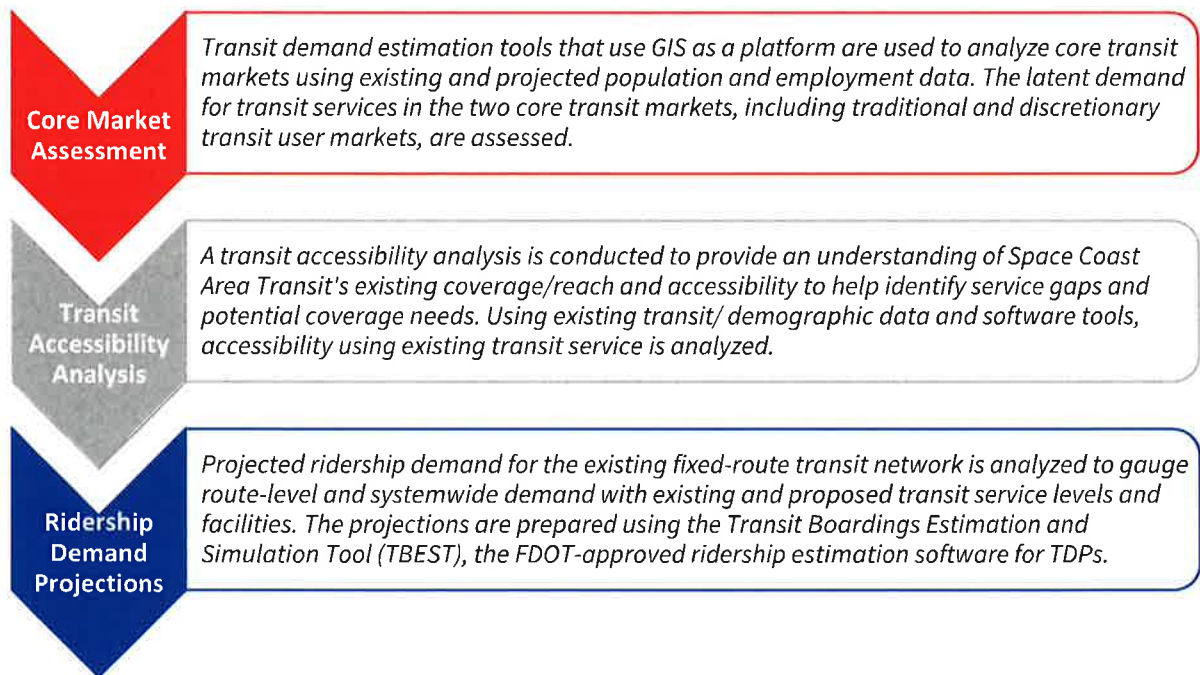 Core Market
Assessment
Transit demand estimation tools that use GIS as a platform are used to analyze core transit
markets using existing and projected population and employment data. The latent demand
for transit services in the two core transit markets, including traditional and discretionary
transit user markets, are assessed.
Transit
Accessibility
Analysis
A transit accessibility analysis is conducted to provide an understanding of Space Coast
Area Transit's existing coverage/reach and accessibility to help identify service gaps and
potential coverage needs. Using existing transit/ demographic data and software tools,
accessibility using existing transit service is analyzed.
Ridership
Demand
Projections
Projected ridership demand for the existing fixed-route transit network is analyzed to gauge
route-level and systemwide demand with existing and proposed transit service levels and
facilities. The projections are prepared using the Transit Boardings Estimation and
Simulation Tool (TBEST), the FDOT-approved ridership estimation software for TDPs.